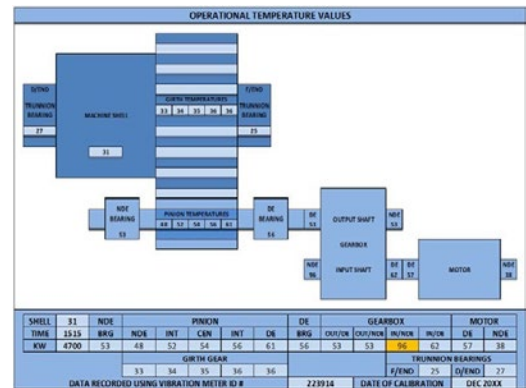 OPERATIONAL TEMPERATURE VALUES
D/END
TRUNNION
BEARING
27
MACHINE SHELL
31
GIRTH TEMPERATURES
33 34 35 36 36
F/END
TRUNNION
BEARING
25
NDE
BEARING
53
PINION TEMPERATURES
48 52 54 56 61
DE
BEARING
56
DE
53
OUTPUT SHAFT
GEARBOX
INPUT SHAFT
NDE
53
NDE
96
DE
62
DE
57
MOTOR
NDE
38
SHELL 31 NDE PINION DE GEARBOX MOTOR
TIME 1515 BRG NDE INT CEN INT DE BRG OUT/DE OUT/NDE IN/NDE IN/DE DE NDE
KW 4700 53 48 52 54 56 61 56 53 53 96 62 57 38
GIRTH GEAR TRUNNION BEARINGS
33 34 35 36 36 F/END 25 D/END 27
DATA RECORDED USING VIBRATION METER ID # 223914 DATE OF CALIBRATION DEC 20XX